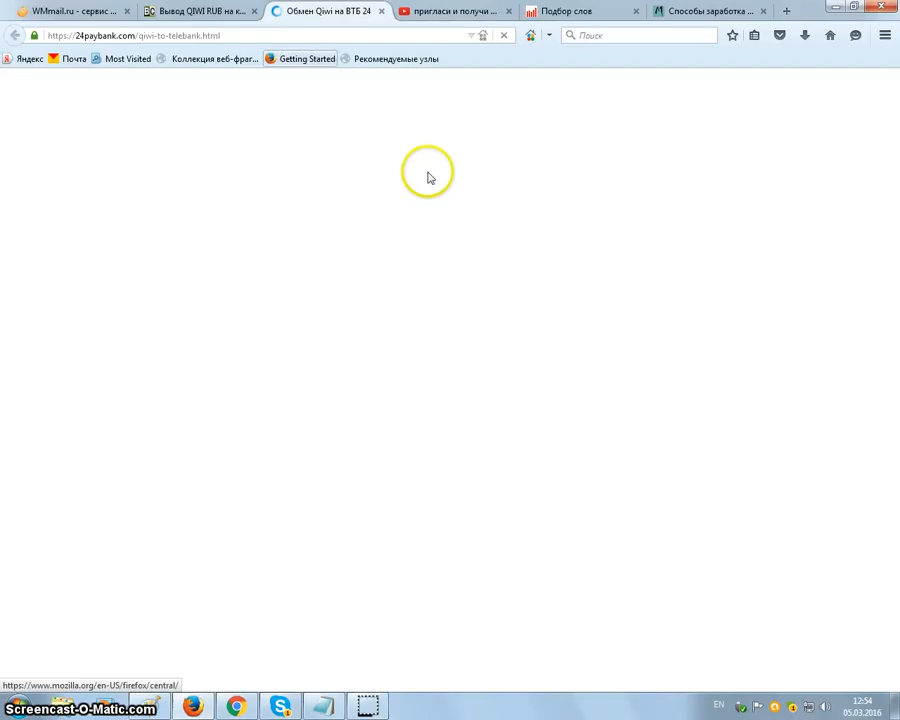 WMmail.ru - сервис ...
Вывод QIWI RUB на к...
Обмен Qiwi на ВТБ 24
пригласи и получи ...
Подбор слов
Способы заработка ...
https://24paybank.com/qiwi-to-telebank.html
Поиск
Яндекс
Почта
Most Visited
Коллекция веб-фраг...
Getting Started
Рекомендуемые узлы
https://www.mozilla.org/en-US/firefox/central/
Screencast-O-Matic.com
EN
12:54
05.03.2016